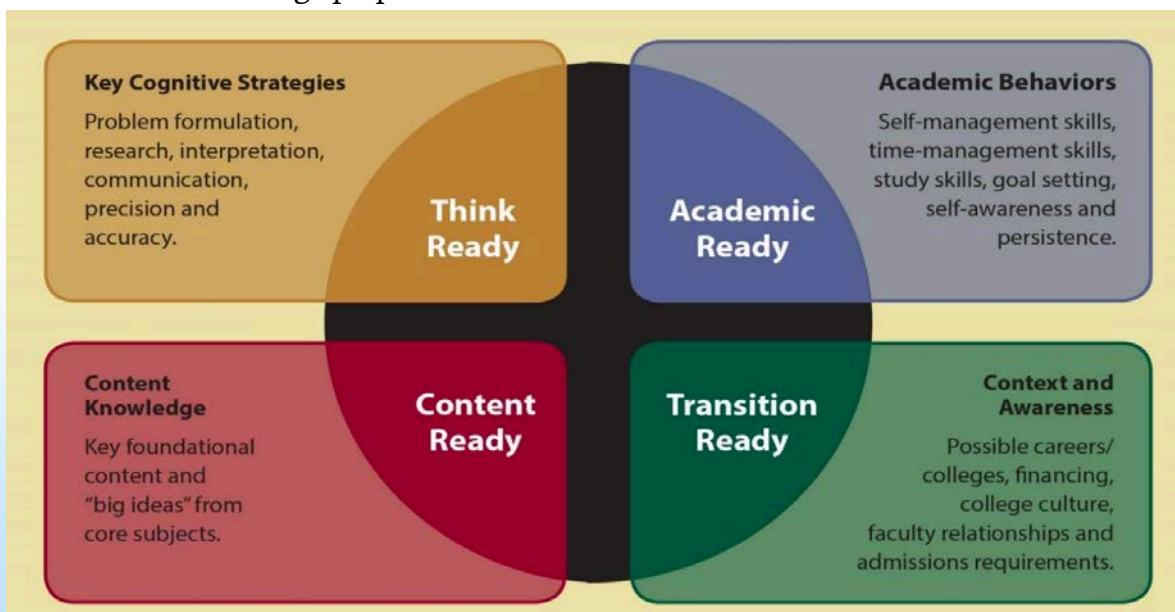 Key Cognitive Strategies
Problem formulation,
research, interpretation,
communication,
precision and
accuracy.
Think
Ready
Academic Behaviors
Self-management skills,
time-management skills,
study skills, goal setting,
self-awareness and
persistence.
Academic
Ready
Content
Knowledge
Key foundational
content and
“big ideas” from
core subjects.
Content
Ready
Context and
Awareness
Possible careers/
colleges, financing,
college culture,
faculty relationships and
admissions requirements.
Transition
Ready